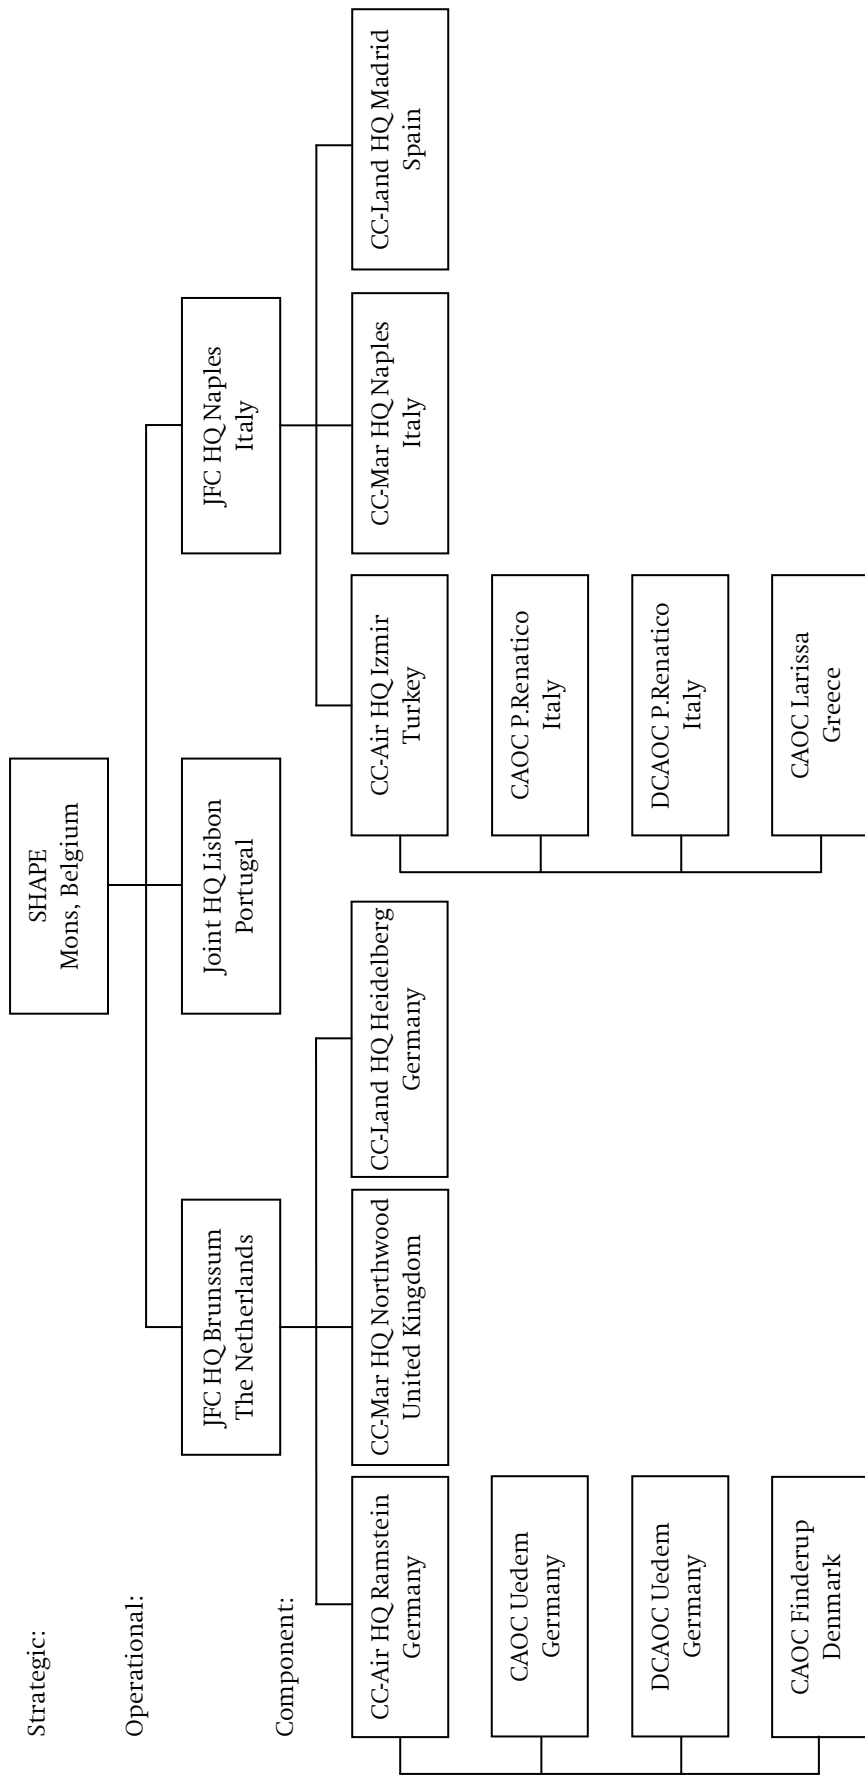 Strategic:
SHAPE
Mons, Belgium
Operational:
JFC HQ Brunssum
The Netherlands
Joint HQ Lisbon
Portugal
JFC HQ Naples
Italy
Component:
CC-Air HQ Ramstein
Germany
CC-Mar HQ Northwood
United Kingdom
CC-Land HQ Heidelberg
Germany
CC-Air HQ Izmir
Turkey
CC-Mar HQ Naples
Italy
CC-Land HQ Madrid
Spain
CAOC Uedem
Germany
CAOC P.Renatico
Italy
DCAOC Uedem
Germany
DCAOC P.Renatico
Italy
CAOC Finderup
Denmark
CAOC Larissa
Greece